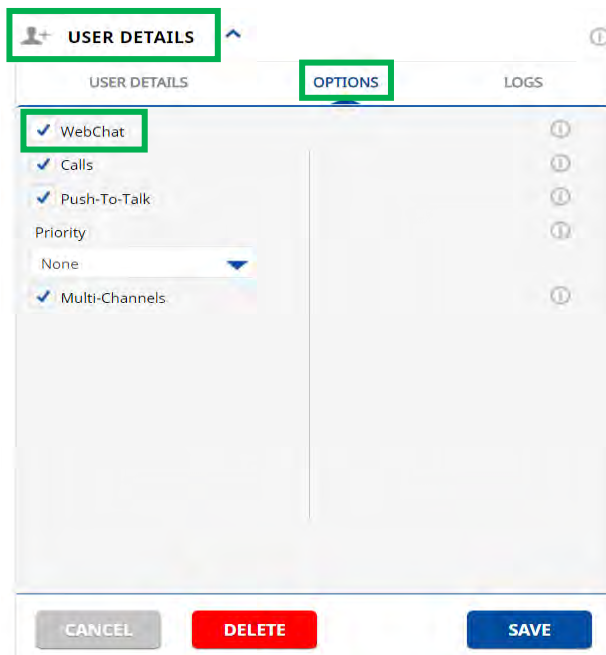 USER DETAILS
USER DETAILS OPTIONS LOGS
WebChat
Calls
Push-To-Talk
Priority
None
Multi-Channels
CANCEL DELETE SAVE